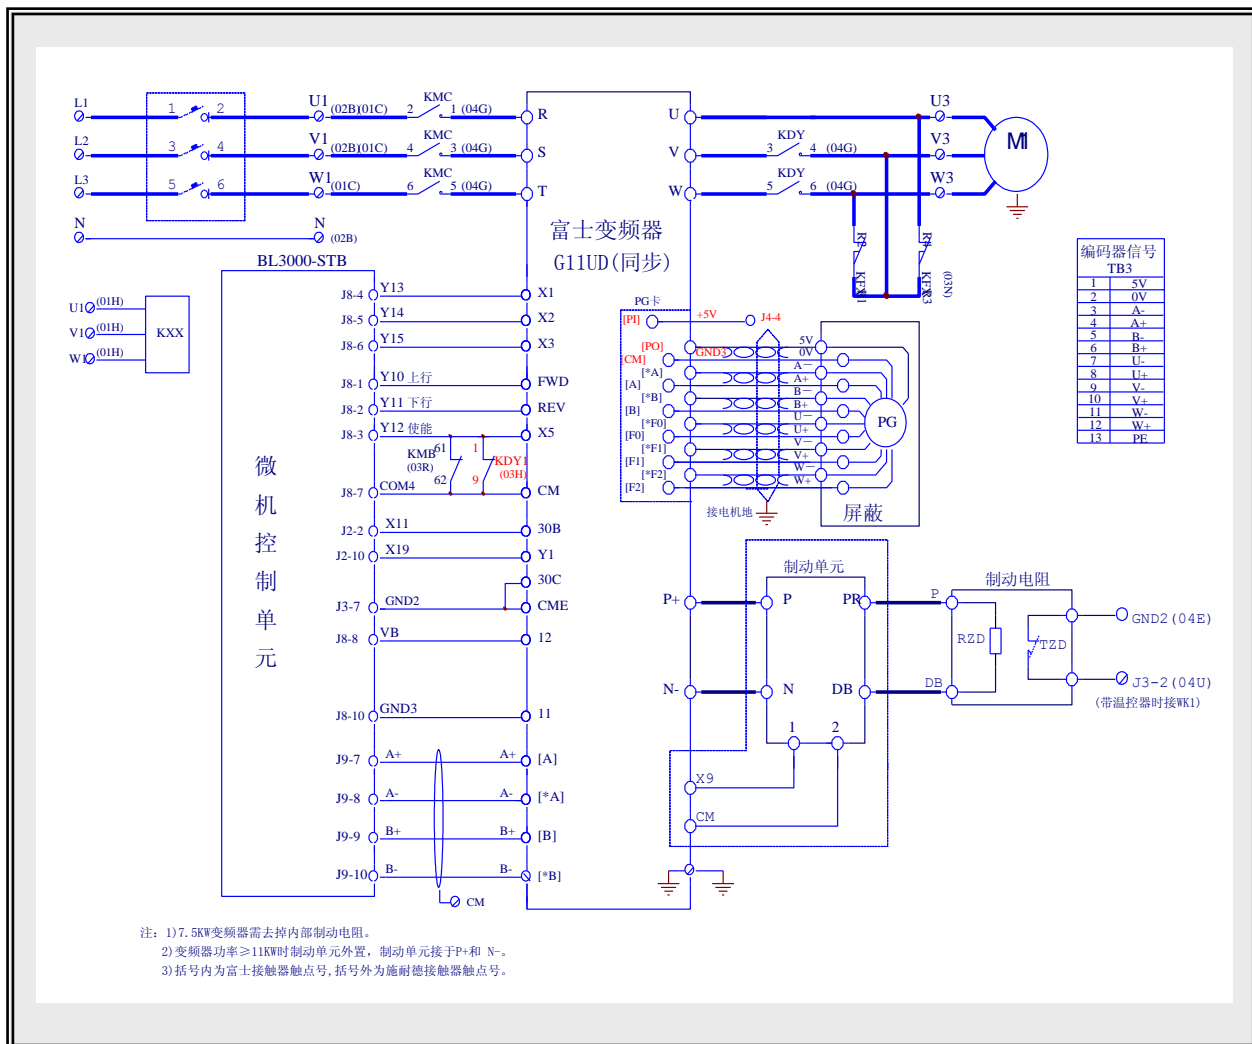 L1 1 2 U1 (02B)(01C) 2 KMC 1 (04G) R U U3
L2 3 4 V1 (02B)(01C) 4 KMC 3 (04G) S V 3 KDY 4 (04G) V3 M1
L3 5 6 W1 (01C) 6 KMC 5 (04G) T W 5 KDY 6 (04G) W3
N N (02B)
富士变频器
G11UD(同步)
BL3000-STB
(03N)
编码器信号
TB3
1 5V
2 0V
3 A-
4 A+
5 B-
6 B+
7 U-
8 U+
9 V-
10 V+
11 W-
12 W+
13 PE
U1 (01H)
V1 (01H) KXX
W1 (01H)
J8-4 Y13 X1
J8-5 Y14 X2
J8-6 Y15 X3
J8-1 Y10 上行 FWD
J8-2 Y11 下行 REV
J8-3 Y12 使能 X5
KMB 61 (03R) 62
1 KDY1 (03H) 9
J8-7 COM4 CM
J2-2 X11 30B
J2-10 X19 Y1
30C
J3-7 GND2 CME
J8-8 VB 12
J8-10 GND3 11
J9-7 A+ A+ [A]
J9-8 A- A- [*A]
J9-9 B+ B+ [B]
J9-10 B- B- [*B]
CM
微机控制单元
PG卡
[PI] +5V J4-4
[PO] 5V
[CM] GND3 0V
[*A] A-
[A] A+
[*B] B-
[B] B+
[*F0] U-
[F0] U+
[*F1] V-
[F1] V+
[*F2] W-
[F2] W+
PG
接电机地
屏蔽
制动单元
P+ P PR P
N- N DB DB
1 2
X9
CM
制动电阻
RZD TZD
GND2(04E)
J3-2(04U)
(带温控器时接WK1)
注：1)7.5KW变频器需去掉内部制动电阻。
2)变频器功率≥11KW时制动单元外置，制动单元接于P+和 N-。
3)括号内为富士接触器触点号,括号外为施耐德接触器触点号。